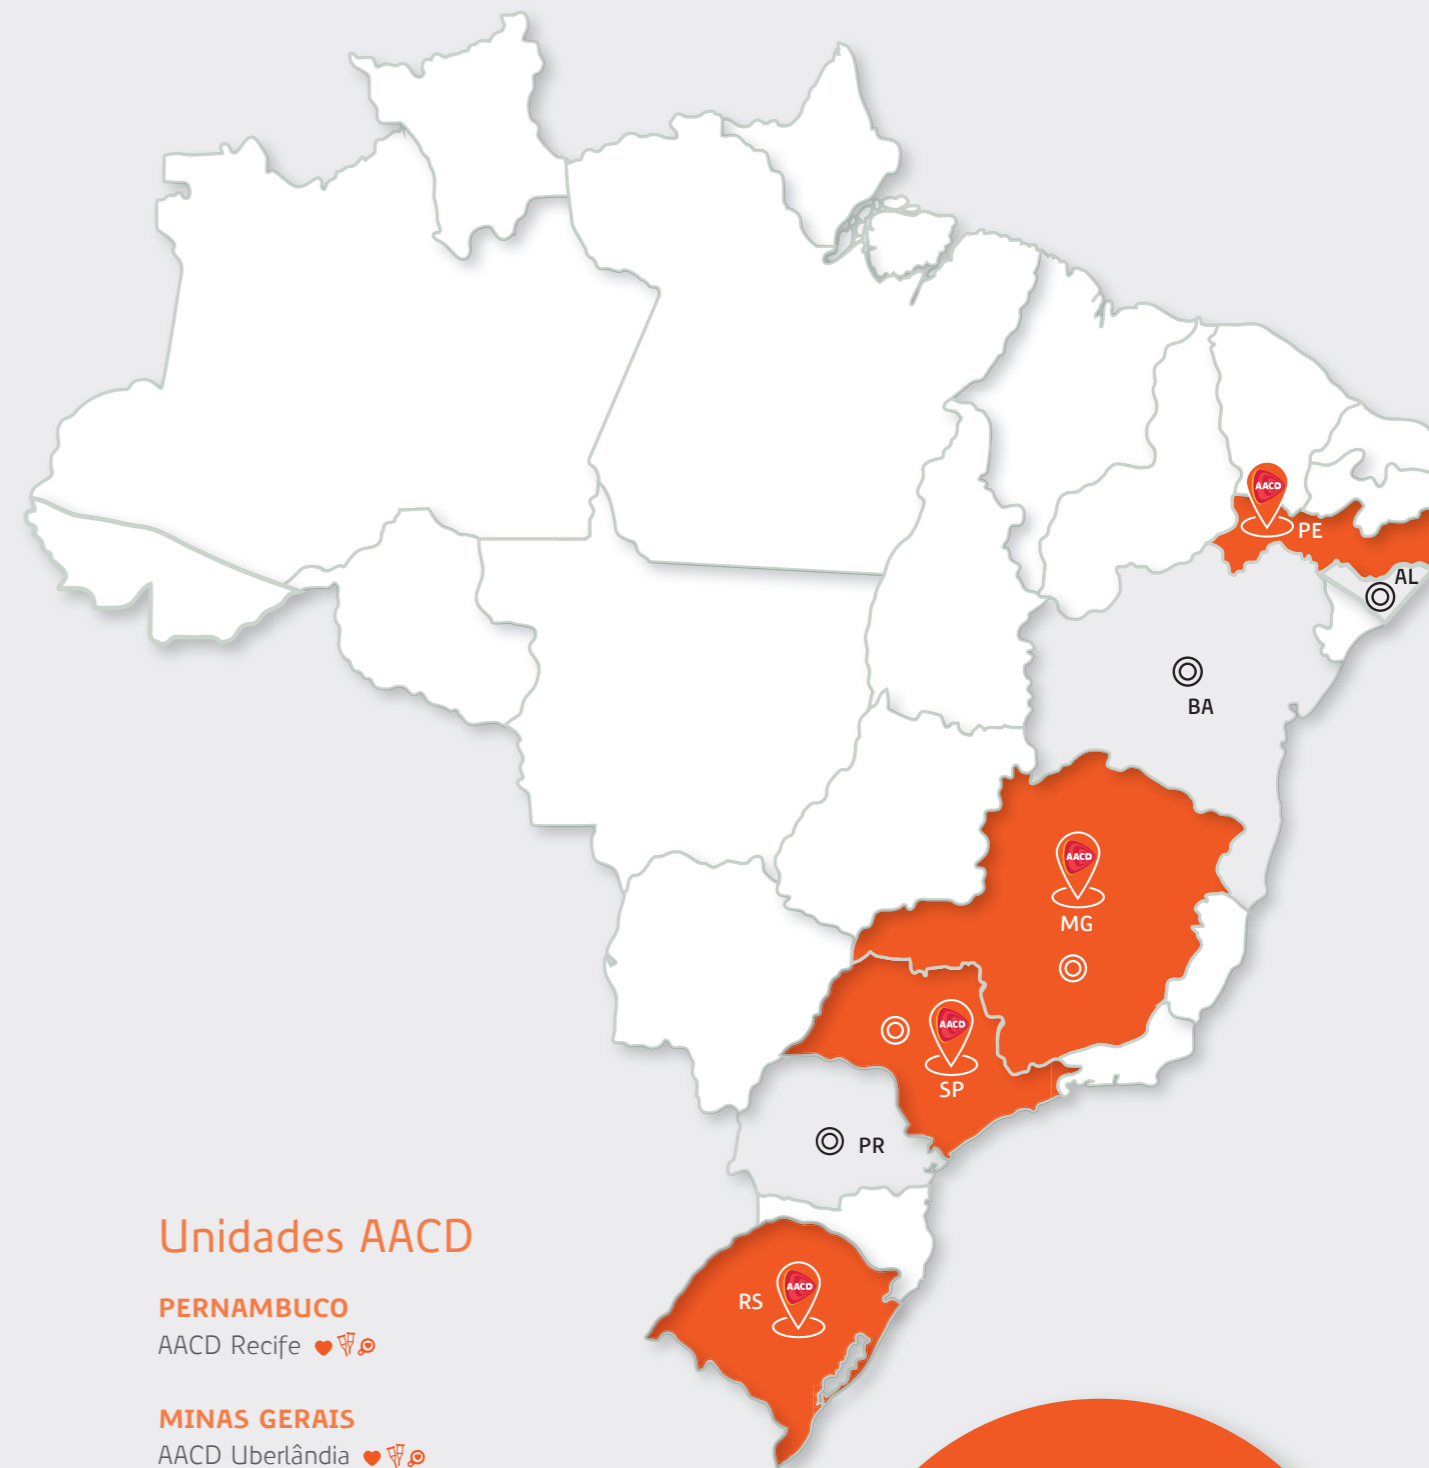 AACD
PE
AL
BA
AACD
MG
AACD
SP
PR
AACD
RS
Unidades AACD
PERNAMBUCO
AACD Recife
MINAS GERAIS
AACD Uberlândia